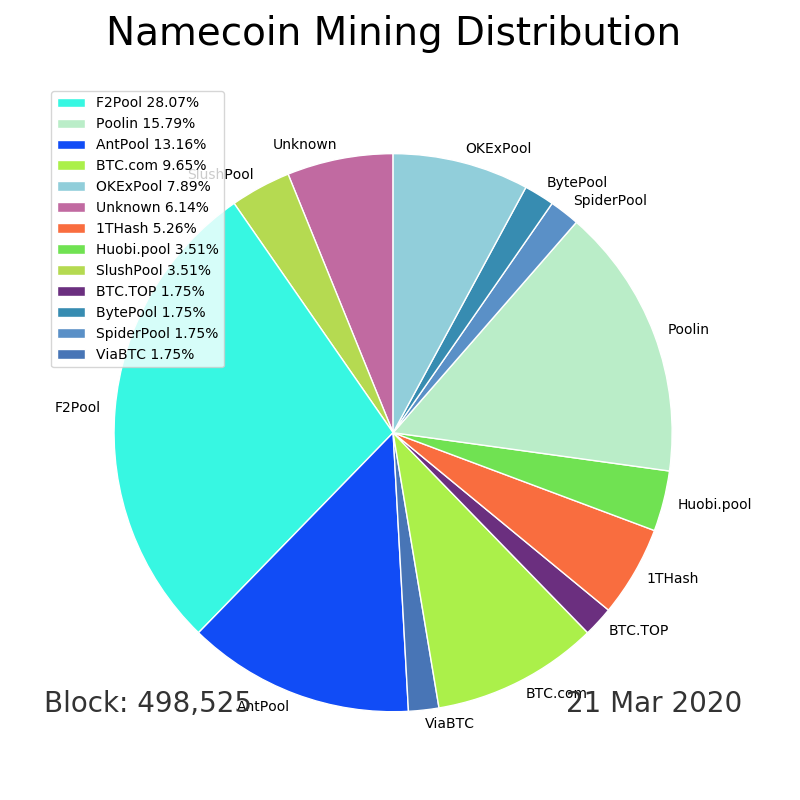 Namecoin Mining Distribution
F2Pool 28.07%
Poolin 15.79%
AntPool 13.16%
BTC.com 9.65%
OKExPool 7.89%
Unknown 6.14%
1THash 5.26%
Huobi.pool 3.51%
SlushPool 3.51%
BTC.TOP 1.75%
BytePool 1.75%
SpiderPool 1.75%
ViaBTC 1.75%
Unknown
OKExPool
SlushPool
BytePool
SpiderPool
Poolin
F2Pool
Huobi.pool
1THash
BTC.TOP
BTC.com
AntPool
ViaBTC
Block: 498,525
21 Mar 2020